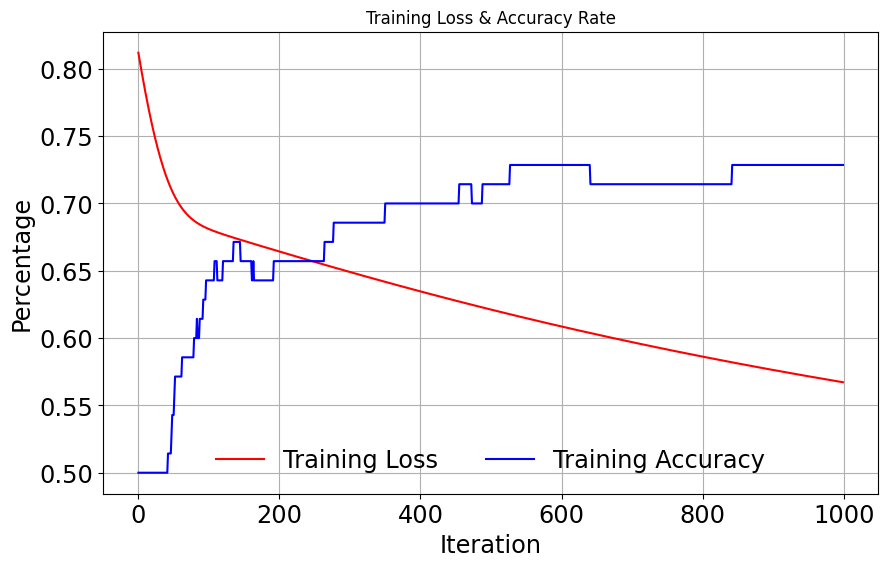 Training Loss & Accuracy Rate
0.80
0.75
0.70
0.65
0.60
0.55
0.50
Percentage
Training Loss Training Accuracy
0 200 400 600 800 1000
Iteration